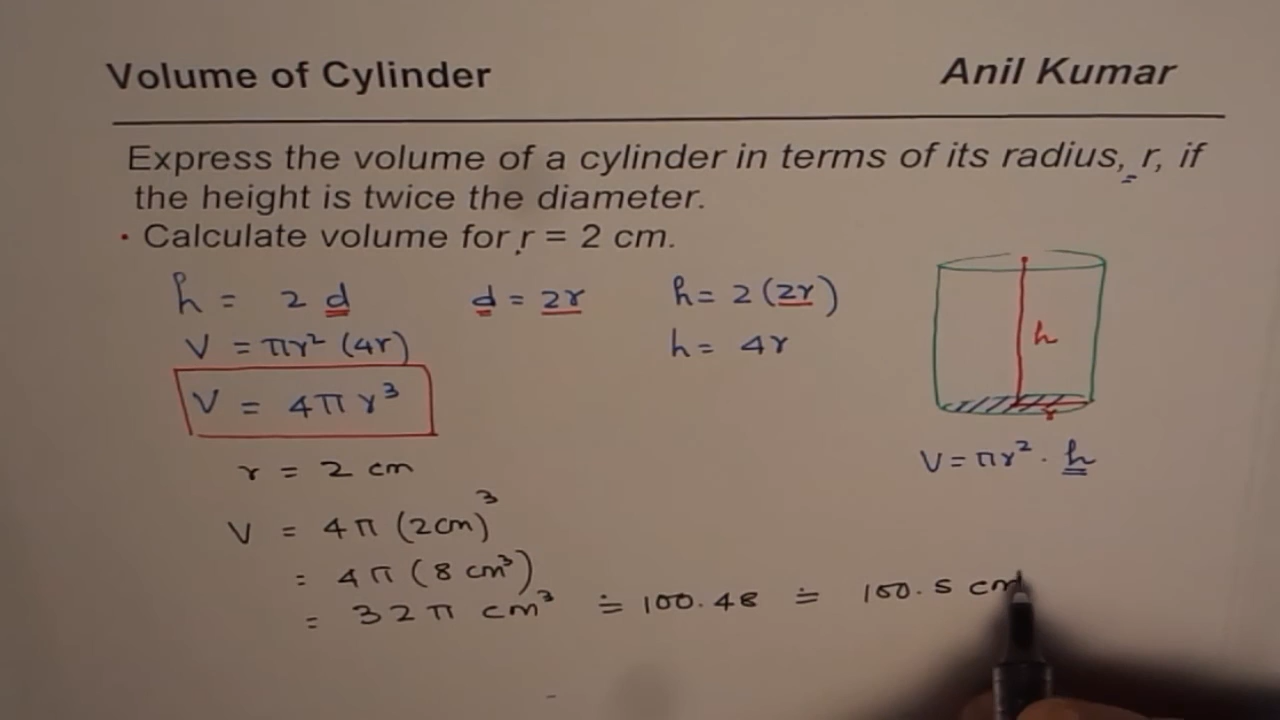 Volume of Cylinder
Anil Kumar
Express the volume of a cylinder in terms of its radius, r, if
the height is twice the diameter.
· Calculate volume for r = 2 cm.
h = 2 d
d = 2r
h = 2 (2r)
V = πr² (4r)
h = 4r
V = 4πr³
h
r
V = πr² · h
r = 2 cm
V = 4π (2cm)³
= 4π (8 cm³)
= 32π cm³ ≐ 100.48 ≐ 100.5 cm